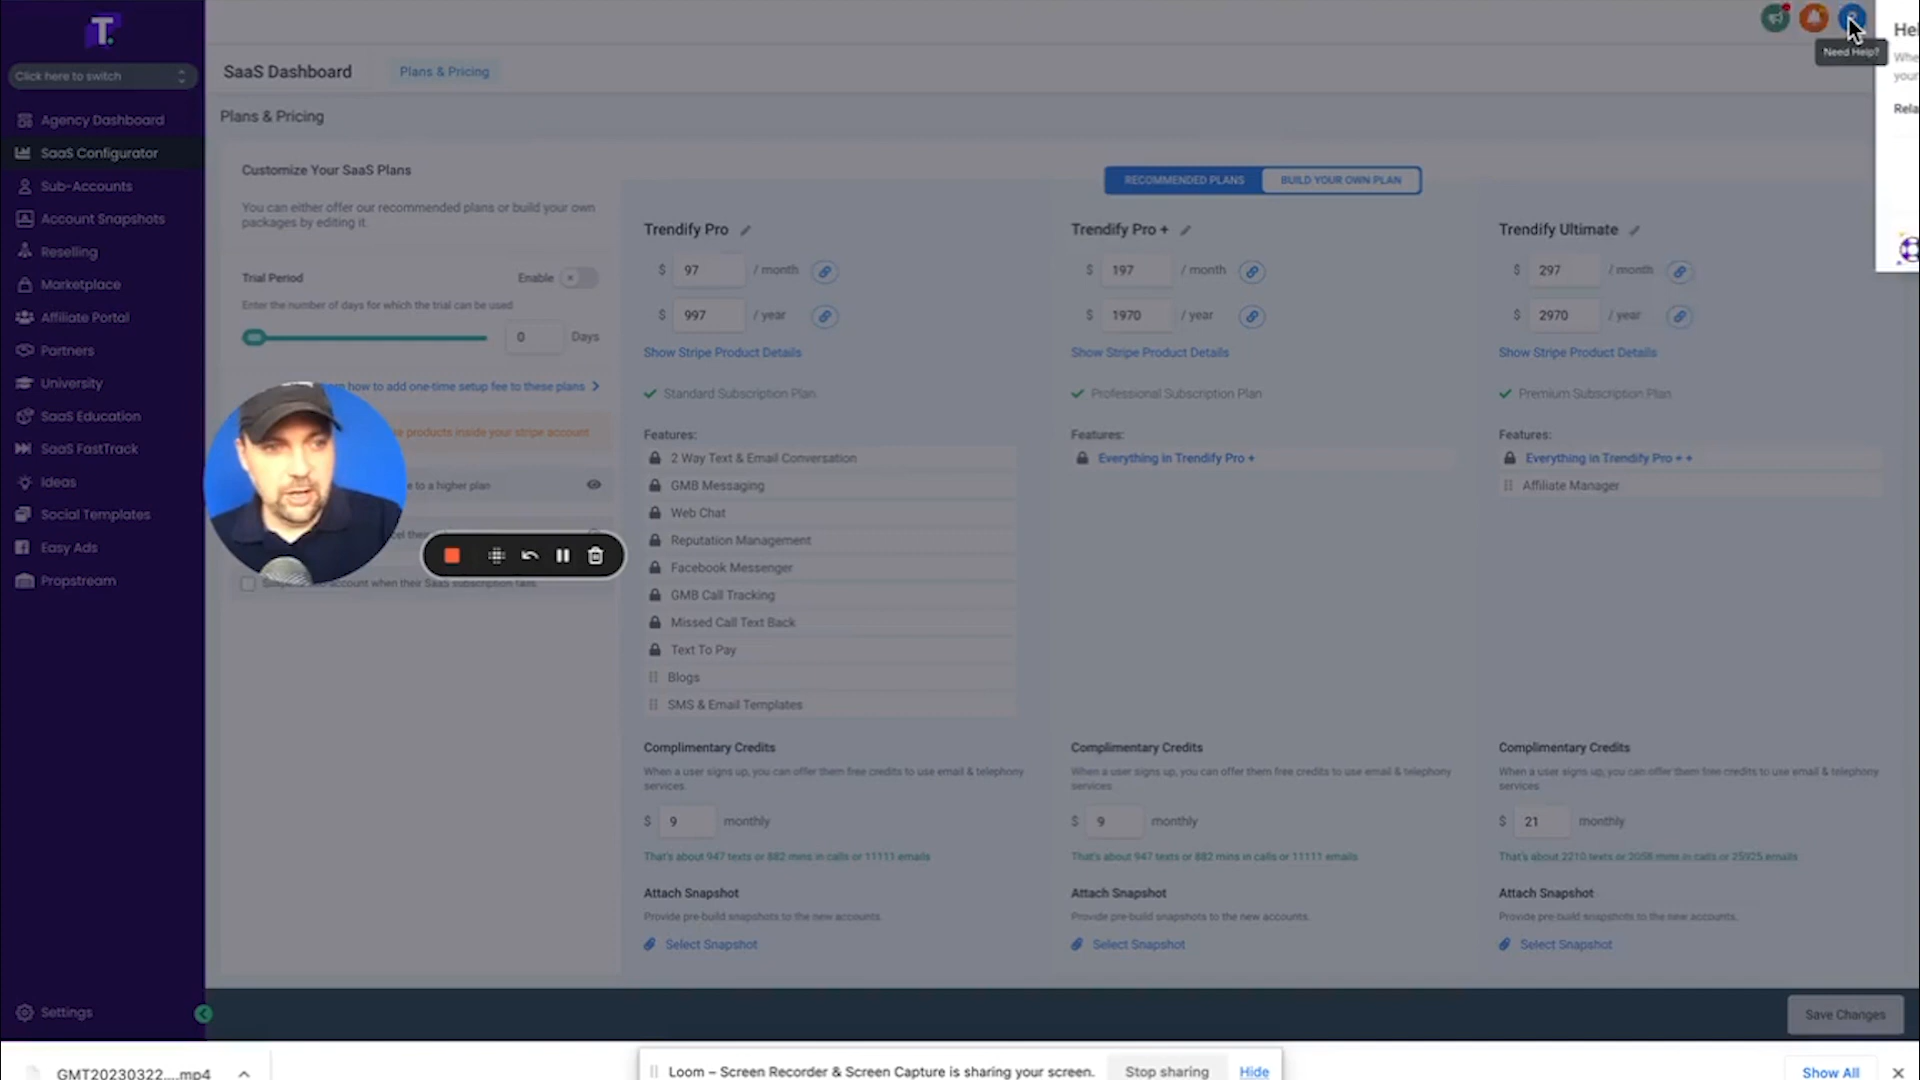 T.
Click here to switch
Agency Dashboard
SaaS Configurator
Sub-Accounts
Account Snapshots
Reselling
Marketplace
Affiliate Portal
Partners
University
SaaS Education
SaaS FastTrack
Ideas
Social Templates
Easy Ads
Propstream
Settings
SaaS Dashboard
Plans & Pricing
Need Help?
Plans & Pricing
Customize Your SaaS Plans
You can either offer our recommended plans or build your own
packages by editing it.
Trial Period
Enable
Enter the number of days for which the trial can be used.
0
Days
how to add one-time setup fee to these plans
products inside your stripe account
to a higher plan
account when their SaaS subscription fails.
RECOMMENDED PLANS
BUILD YOUR OWN PLAN
Trendify Pro
$ 97 / month
$ 997 / year
Show Stripe Product Details
Standard Subscription Plan
Features:
2 Way Text & Email Conversation
GMB Messaging
Web Chat
Reputation Management
Facebook Messenger
GMB Call Tracking
Missed Call Text Back
Text To Pay
Blogs
SMS & Email Templates
Complimentary Credits
When a user signs up, you can offer them free credits to use email & telephony
services.
$ 9 monthly
That's about 947 texts or 882 mins in calls or 11111 emails
Attach Snapshot
Provide pre-build snapshots to the new accounts.
Select Snapshot
Trendify Pro +
$ 197 / month
$ 1970 / year
Show Stripe Product Details
Professional Subscription Plan
Features:
Everything in Trendify Pro +
Complimentary Credits
When a user signs up, you can offer them free credits to use email & telephony
services.
$ 9 monthly
That's about 947 texts or 882 mins in calls or 11111 emails
Attach Snapshot
Provide pre-build snapshots to the new accounts.
Select Snapshot
Trendify Ultimate
$ 297 / month
$ 2970 / year
Show Stripe Product Details
Premium Subscription Plan
Features:
Everything in Trendify Pro + +
Affiliate Manager
Complimentary Credits
When a user signs up, you can offer them free credits to use email & telephony
services.
$ 21 monthly
That's about 2210 texts or 2058 mins in calls or 25925 emails
Attach Snapshot
Provide pre-build snapshots to the new accounts.
Select Snapshot
Save Changes
GMT20230322....mp4
Loom – Screen Recorder & Screen Capture is sharing your screen.
Stop sharing
Hide
Show All